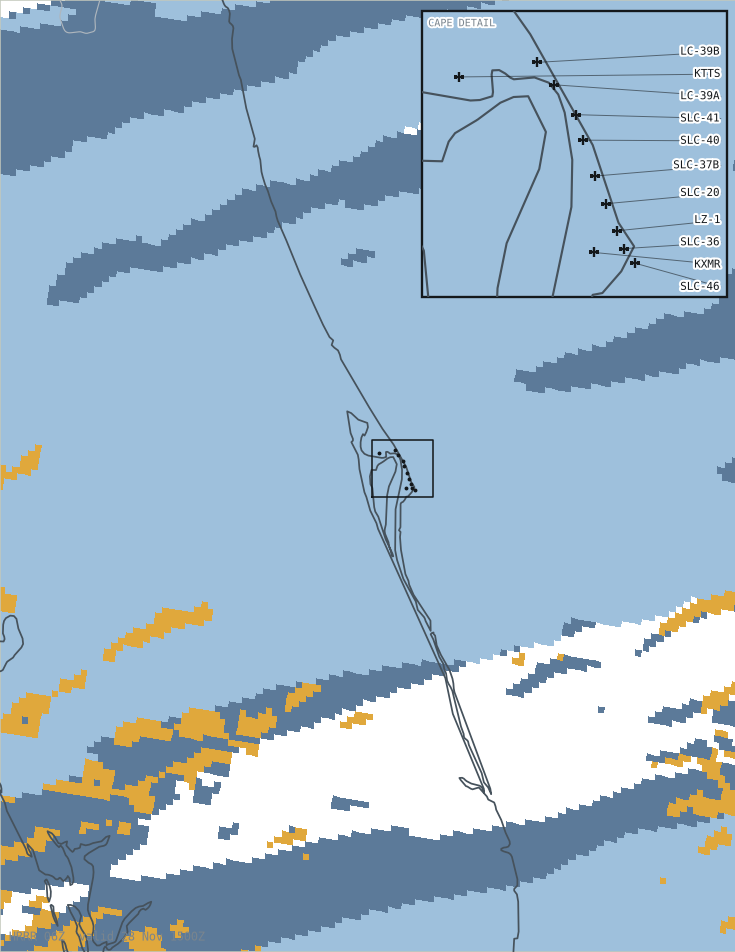 CAPE DETAIL
LC-39B
KTTS
LC-39A
SLC-41
SLC-40
SLC-37B
SLC-20
LZ-1
SLC-36
KXMR
SLC-46